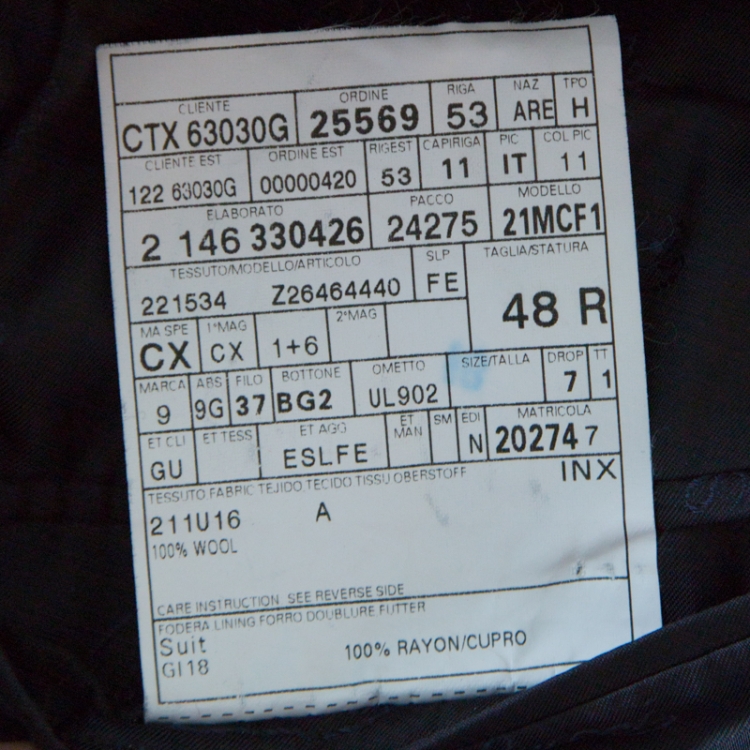 CLIENTE ORDINE RIGA NAZ TPO
CTX 63030G 25569 53 ARE H
CLIENTE EST ORDINE EST RIGEST CAPIRIGA PIC COL PIC
122 63030G 00000420 53 11 IT 11
ELABORATO PACCO MODELLO
2 146 330426 24275 21MCF1
TESSUTO/MODELLO/ARTICOLO SLP TAGLIA/STATURA
221534 Z26464440 FE 48 R
MA SPE 1°MAG 2°MAG
CX CX 1+6
MARCA ABS FILO BOTTONE OMETTO SIZE/TALLA DROP TT
9 9G 37 BG2 UL902 7 1
ET CLI ET TESS ET AGG ET MAN SM EDI MATRICOLA
GU ESLFE N 20274 7
TESSUTO FABRIC TEJIDO TECIDO TISSU OBERSTOFF INX
211U16 A
100% WOOL
CARE INSTRUCTION SEE REVERSE SIDE
FODERA LINING FORRO DOUBLURE FUTTER
Suit 100% RAYON/CUPRO
GI18